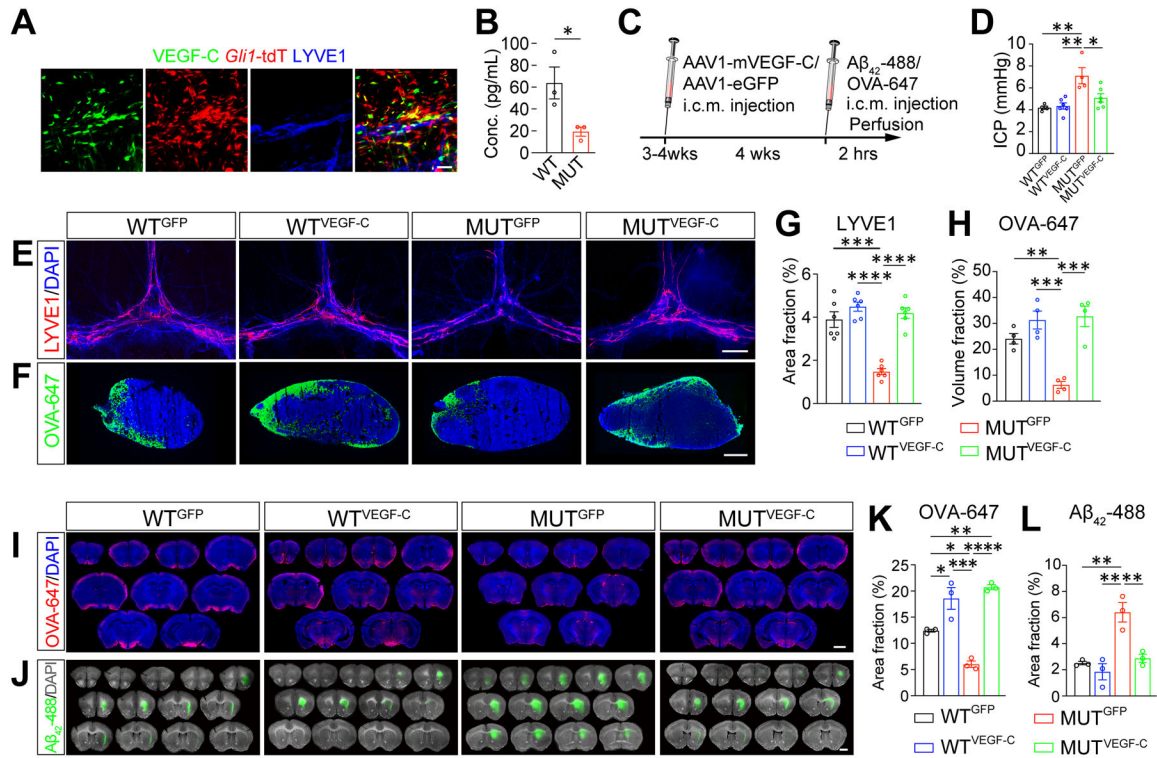 A
VEGF-C Gli1-tdT LYVE1
B
Conc. (pg/mL)
100
80
60
40
20
0
*
WT
MUT
C
AAV1-mVEGF-C/
AAV1-eGFP
i.c.m. injection
Aβ42-488/
OVA-647
i.c.m. injection
Perfusion
3-4wks
4 wks
2 hrs
D
ICP (mmHg)
10
8
6
4
2
0
**
** *
WTGFP
WTVEGF-C
MUTGFP
MUTVEGF-C
WTGFP
WTVEGF-C
MUTGFP
MUTVEGF-C
E
LYVE1/DAPI
F
OVA-647
G
LYVE1
Area fraction (%)
6
4
2
0
***
****
****
H
OVA-647
Volume fraction (%)
50
40
30
20
10
0
**
***
***
WTGFP
MUTGFP
WTVEGF-C
MUTVEGF-C
WTGFP
WTVEGF-C
MUTGFP
MUTVEGF-C
I
OVA-647/DAPI
J
Aβ42-488/DAPI
K
OVA-647
Area fraction (%)
25
20
15
10
5
0
**
* ****
* ***
L
Aβ42-488
Area fraction (%)
8
6
4
2
0
**
****
WTGFP
MUTGFP
WTVEGF-C
MUTVEGF-C